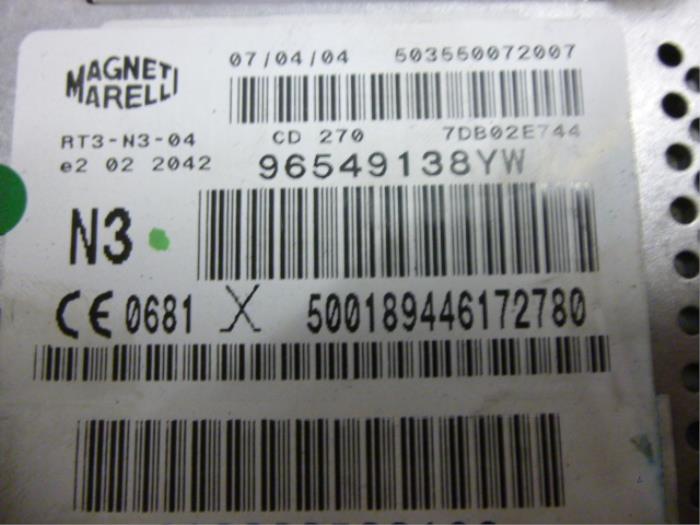 MAGNETI
MARELLI
07/04/04 503550072007
RT3-N3-04 CD 270 7DB02E744
e2 02 2042 96549138YW
N3
CE 0681 500189446172780